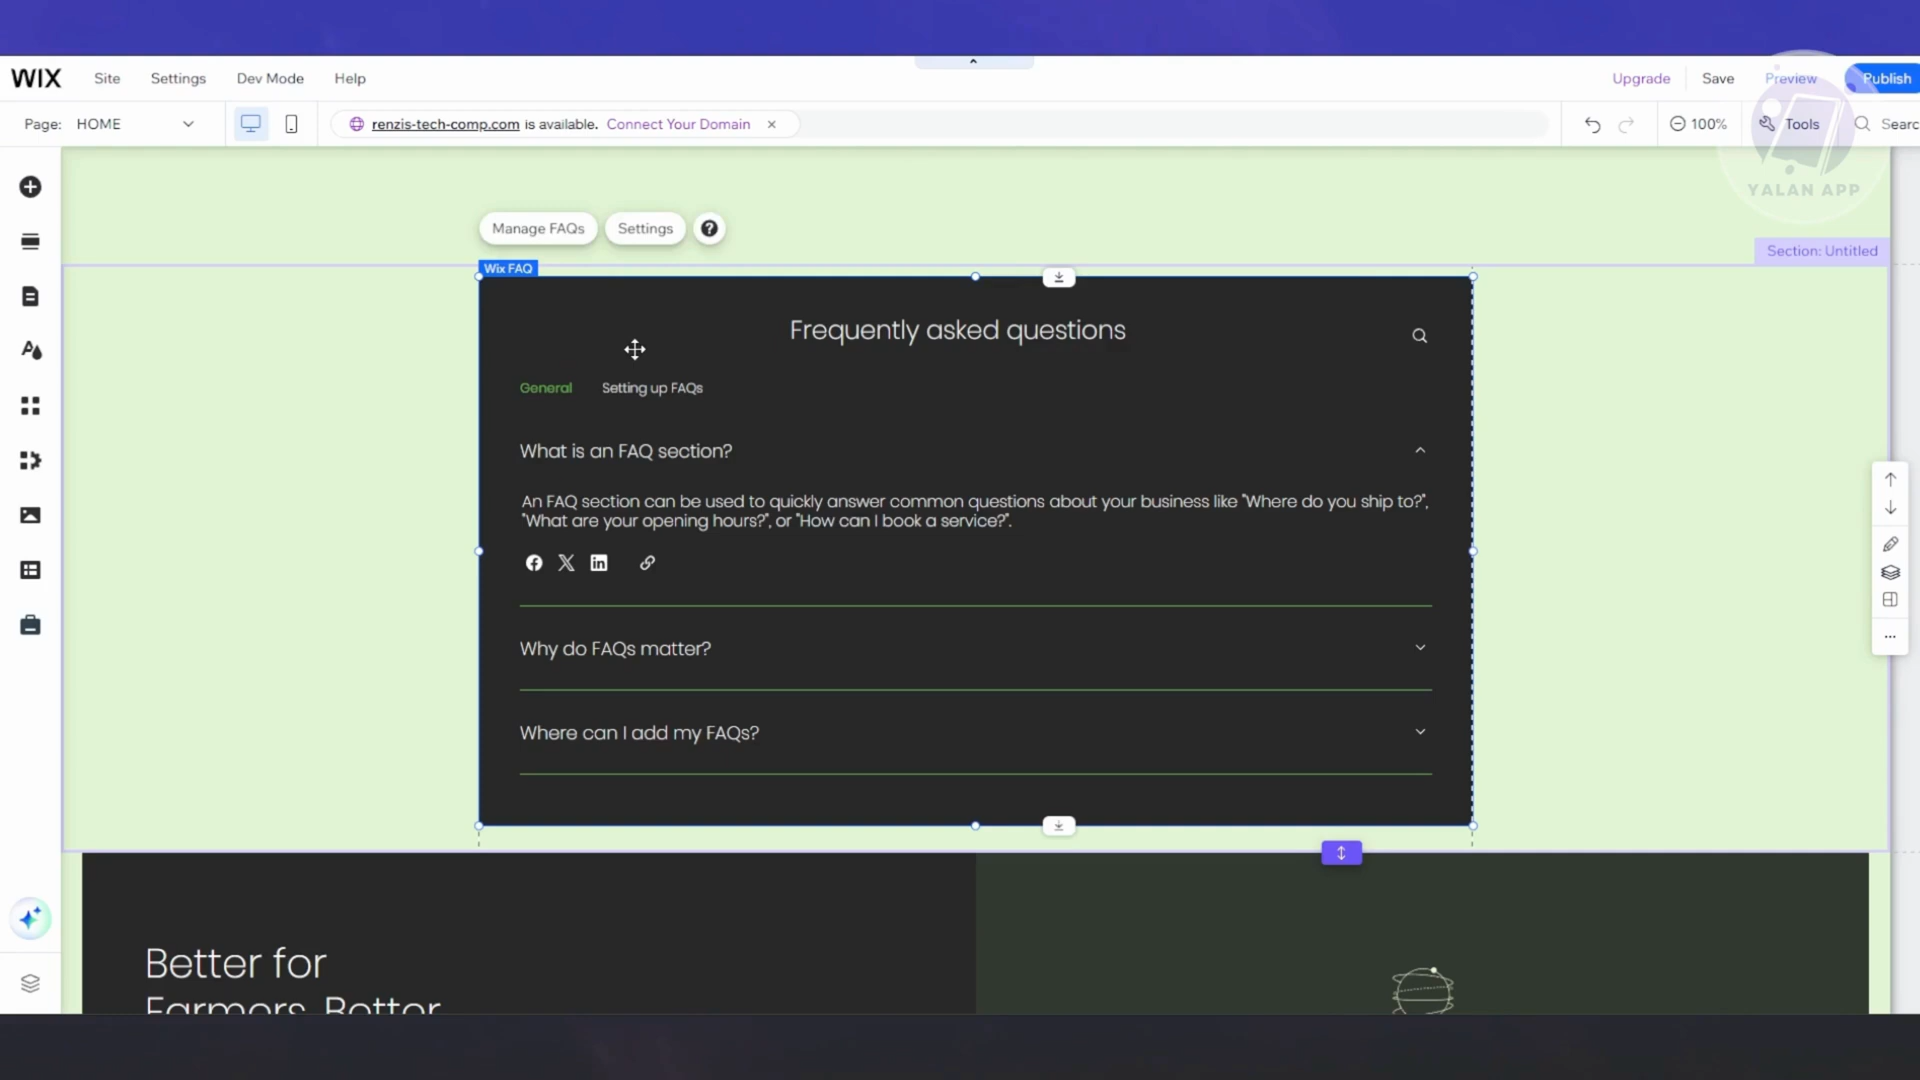 WIX Site Settings Dev Mode Help Upgrade Save Preview Publish
Page: HOME renzis-tech-comp.com is available. Connect Your Domain 100% Tools Searc
YALAN APP
Manage FAQs Settings ?
Section: Untitled
Wix FAQ
Frequently asked questions
General Setting up FAQs
What is an FAQ section?
An FAQ section can be used to quickly answer common questions about your business like "Where do you ship to?",
"What are your opening hours?", or "How can I book a service?".
Why do FAQs matter?
Where can I add my FAQs?
Better for
Farmers, Better